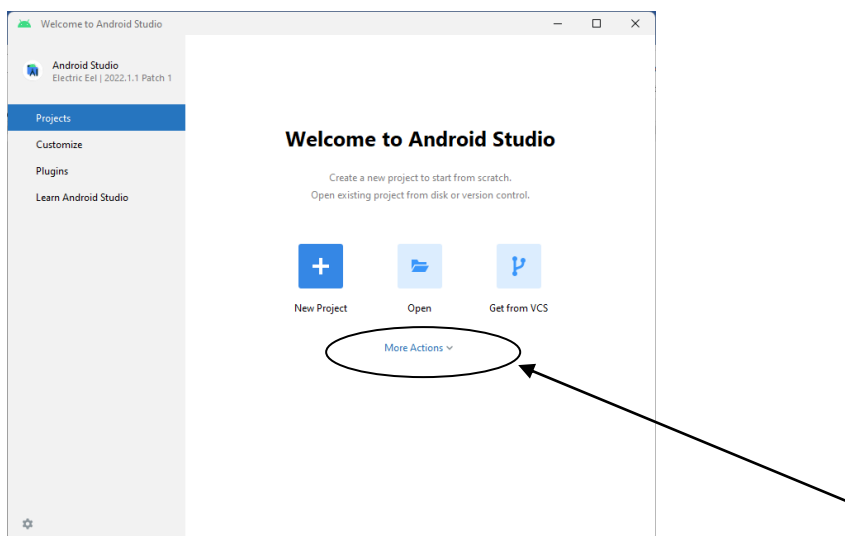 Welcome to Android Studio
Android Studio
Electric Eel | 2022.1.1 Patch 1
Projects
Customize
Plugins
Learn Android Studio
Welcome to Android Studio
Create a new project to start from scratch.
Open existing project from disk or version control.
New Project
Open
Get from VCS
More Actions